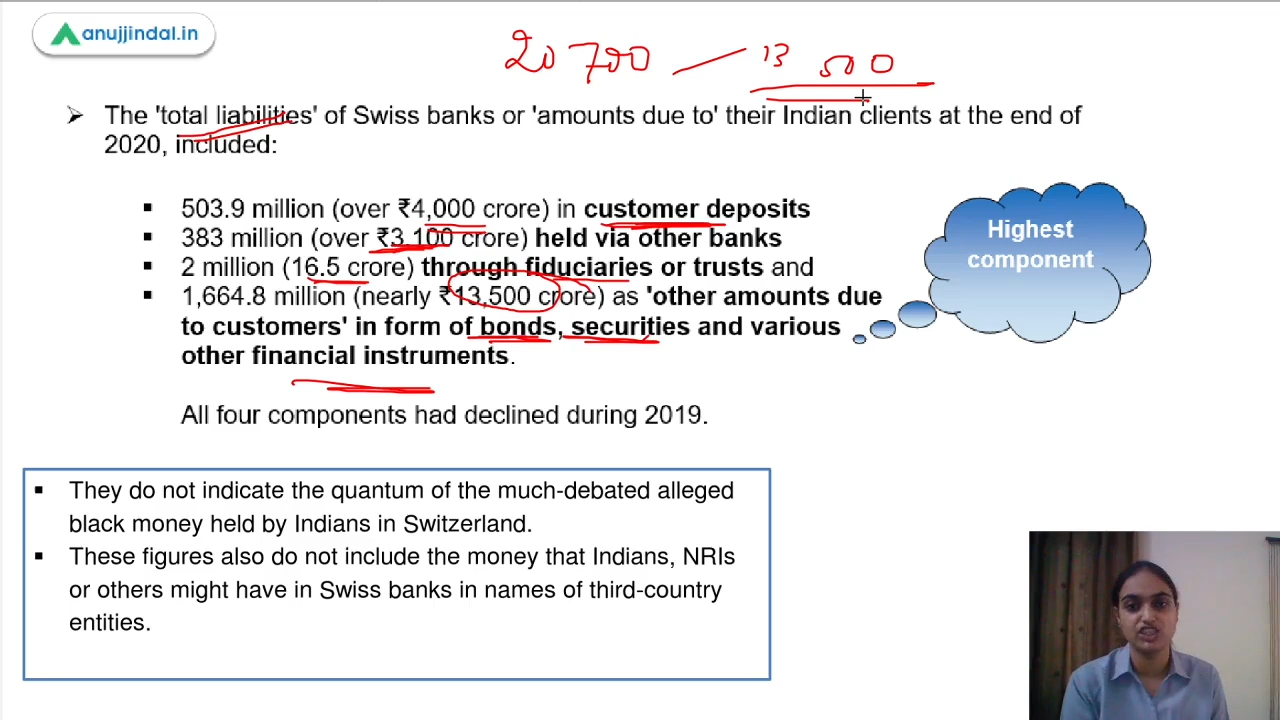 anujjindal.in
20 700 — 13 500
➢ The 'total liabilities' of Swiss banks or 'amounts due to' their Indian clients at the end of
2020, included:
▪ 503.9 million (over ₹4,000 crore) in customer deposits
▪ 383 million (over ₹3,100 crore) held via other banks
▪ 2 million (16.5 crore) through fiduciaries or trusts and
▪ 1,664.8 million (nearly ₹13,500 crore) as 'other amounts due
to customers' in form of bonds, securities and various
other financial instruments.
All four components had declined during 2019.
Highest
component
▪ They do not indicate the quantum of the much-debated alleged
black money held by Indians in Switzerland.
▪ These figures also do not include the money that Indians, NRIs
or others might have in Swiss banks in names of third-country
entities.